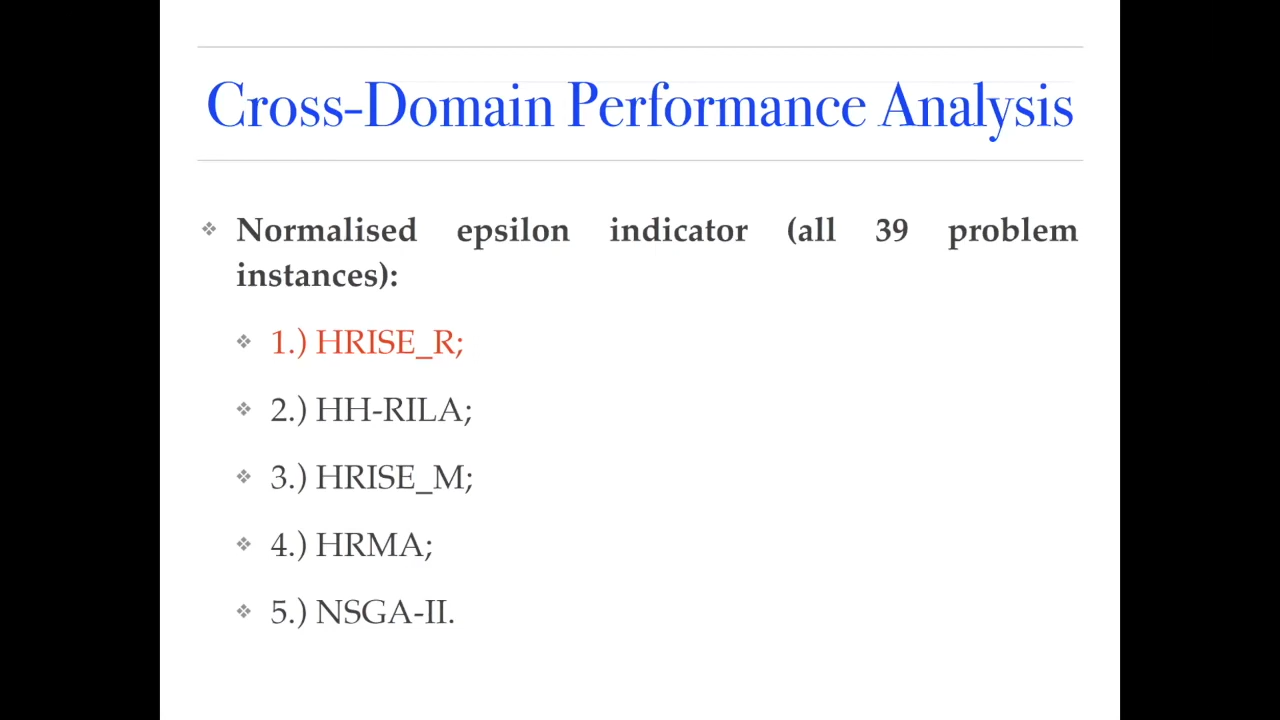 Cross-Domain Performance Analysis
Normalised epsilon indicator (all 39 problem
instances):
1.) HRISE_R;
2.) HH-RILA;
3.) HRISE_M;
4.) HRMA;
5.) NSGA-II.